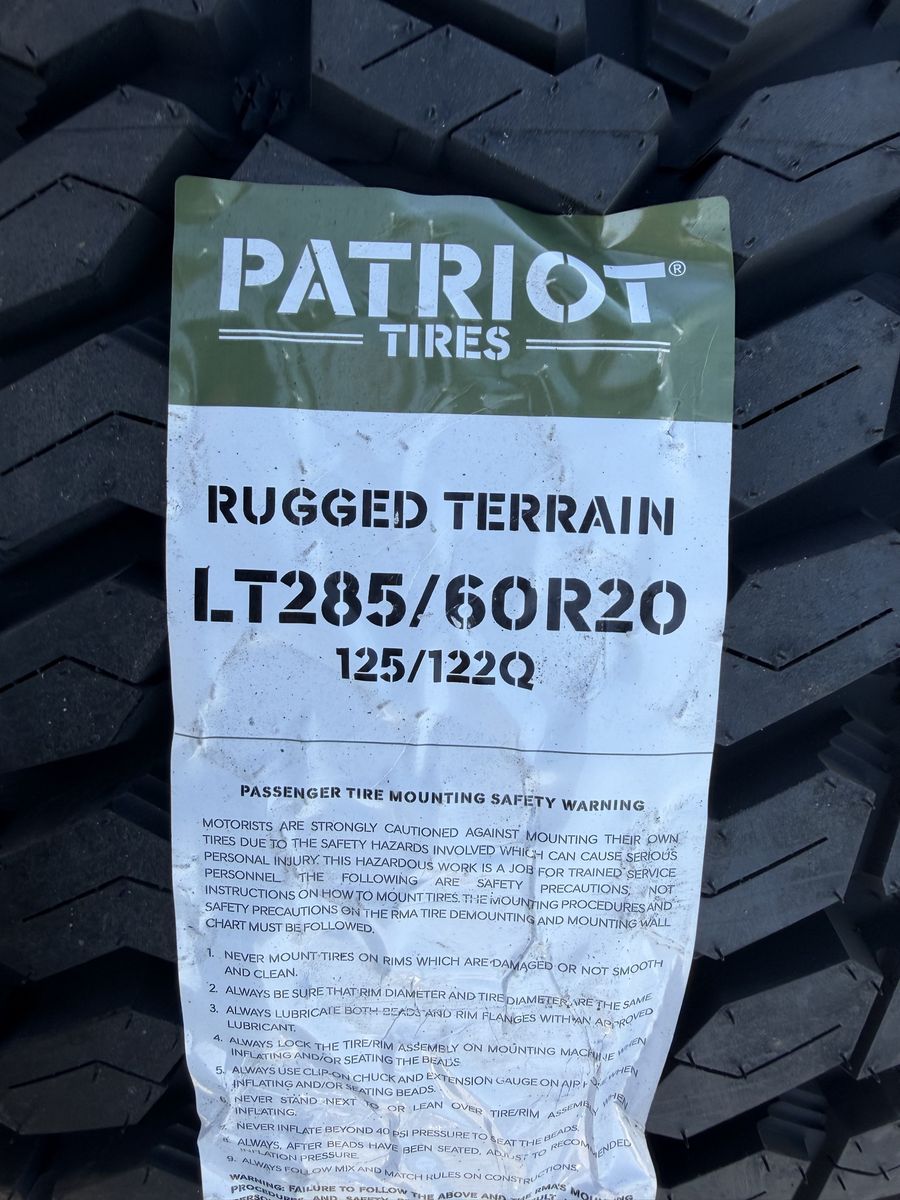 PATRIOT®
TIRES
RUGGED TERRAIN
LT285/60R20
125/122Q
PASSENGER TIRE MOUNTING SAFETY WARNING
MOTORISTS ARE STRONGLY CAUTIONED AGAINST MOUNTING THEIR OWN
TIRES DUE TO THE SAFETY HAZARDS INVOLVED WHICH CAN CAUSE SERIOUS
PERSONAL INJURY. THIS HAZARDOUS WORK IS A JOB FOR TRAINED SERVICE
PERSONNEL. THE FOLLOWING ARE SAFETY PRECAUTIONS, NOT
INSTRUCTIONS ON HOW TO MOUNT TIRES. THE MOUNTING PROCEDURES AND
SAFETY PRECAUTIONS ON THE RMA TIRE DEMOUNTING AND MOUNTING WALL
CHART MUST BE FOLLOWED.
1. NEVER MOUNT TIRES ON RIMS WHICH ARE DAMAGED OR NOT SMOOTH
AND CLEAN.
2. ALWAYS BE SURE THAT RIM DIAMETER AND TIRE DIAMETER ARE THE SAME.
3. ALWAYS LUBRICATE BOTH BEADS AND RIM FLANGES WITH AN APPROVED
LUBRICANT.
4. ALWAYS LOCK THE TIRE/RIM ASSEMBLY ON MOUNTING MACHINE WHEN
INFLATING AND/OR SEATING THE BEADS.
5. ALWAYS USE CLIP-ON CHUCK AND EXTENSION GAUGE ON AIR WHEN
INFLATING AND/OR SEATING BEADS.
6. NEVER STAND NEXT TO OR LEAN OVER TIRE/RIM ASSEMBLY WHEN
INFLATING.
7. NEVER INFLATE BEYOND 40 PSI PRESSURE TO SEAT THE BEADS.
8. ALWAYS, AFTER BEADS HAVE BEEN SEATED, ADJUST TO RECOMMENDED
INFLATION PRESSURE.
9. ALWAYS FOLLOW MIX AND MATCH RULES ON CONSTRUCTIONS.
WARNING: FAILURE TO FOLLOW THE ABOVE AND THE RMA'S MOUNTING
PROCEDURES AND